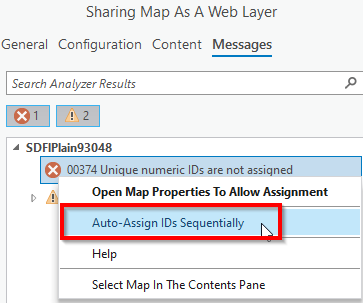 Sharing Map As A Web Layer
General Configuration Content Messages
Search Analyzer Results
1 2
SDFIPlain93048
00374 Unique numeric IDs are not assigned
Open Map Properties To Allow Assignment
Auto-Assign IDs Sequentially
Help
Select Map In The Contents Pane